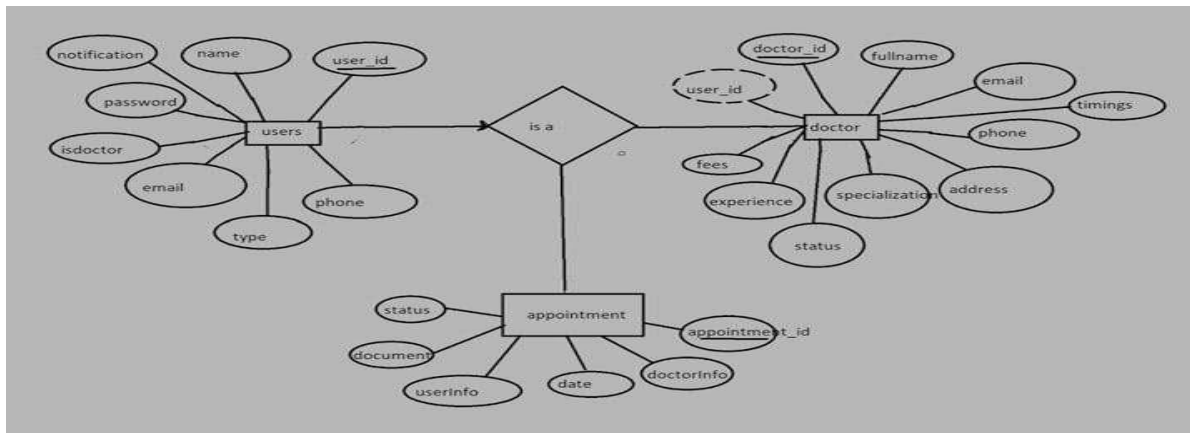 notification
name
user_id
password
users
isdoctor
email
phone
type
is a
doctor_id
fullname
user_id
email
timings
doctor
phone
fees
experience
specialization
address
status
appointment
status
appointment_id
document
userInfo
date
doctorInfo